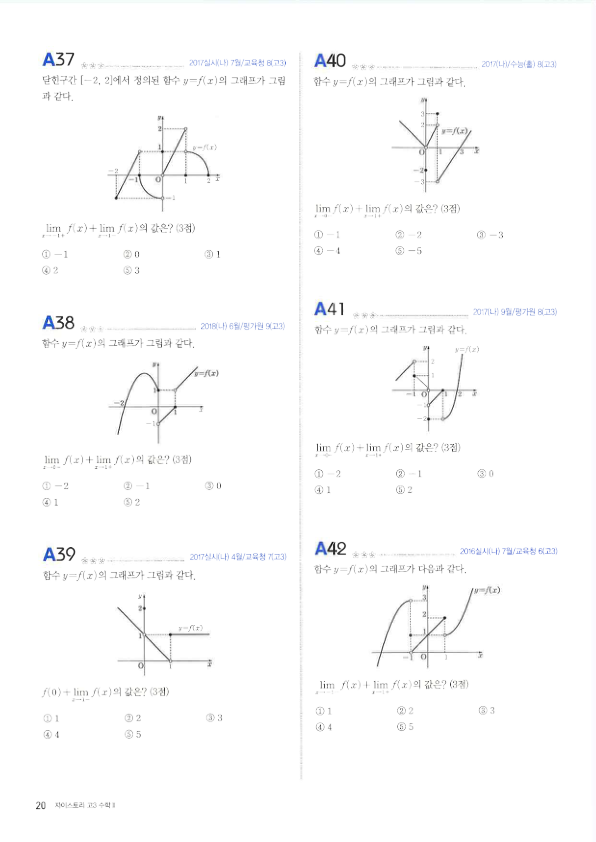 A37
2017실시(나) 7월/교육청 8(고3)
닫힌구간 [-2, 2]에서 정의된 함수 y=f(x)의 그래프가 그림
과 같다.
y=f(x)
lim f(x)+lim f(x)의 값은? (3점)
① -1 ② 0 ③ 1
④ 2 ⑤ 3
A38
2018(나) 6월/평가원 9(고3)
함수 y=f(x)의 그래프가 그림과 같다.
y=f(x)
lim f(x)+lim f(x)의 값은? (3점)
① -2 ② -1 ③ 0
④ 1 ⑤ 2
A39
2017실시(나) 4월/교육청 7(고3)
함수 y=f(x)의 그래프가 그림과 같다.
y=f(x)
f(0)+lim f(x)의 값은? (3점)
① 1 ② 2 ③ 3
④ 4 ⑤ 5
A40
2017(나)/수능(홀) 8(고3)
함수 y=f(x)의 그래프가 그림과 같다.
y=f(x)
lim f(x)+lim f(x)의 값은? (3점)
① -1 ② -2 ③ -3
④ -4 ⑤ -5
A41
2017(나) 9월/평가원 8(고3)
함수 y=f(x)의 그래프가 그림과 같다.
y=f(x)
lim f(x)+lim f(x)의 값은? (3점)
① -2 ② -1 ③ 0
④ 1 ⑤ 2
A42
2016실시(나) 7월/교육청 6(고3)
함수 y=f(x)의 그래프가 다음과 같다.
y=f(x)
lim f(x)+lim f(x)의 값은? (3점)
① 1 ② 2 ③ 3
④ 4 ⑤ 5
20 자이스토리 고3 수학 II